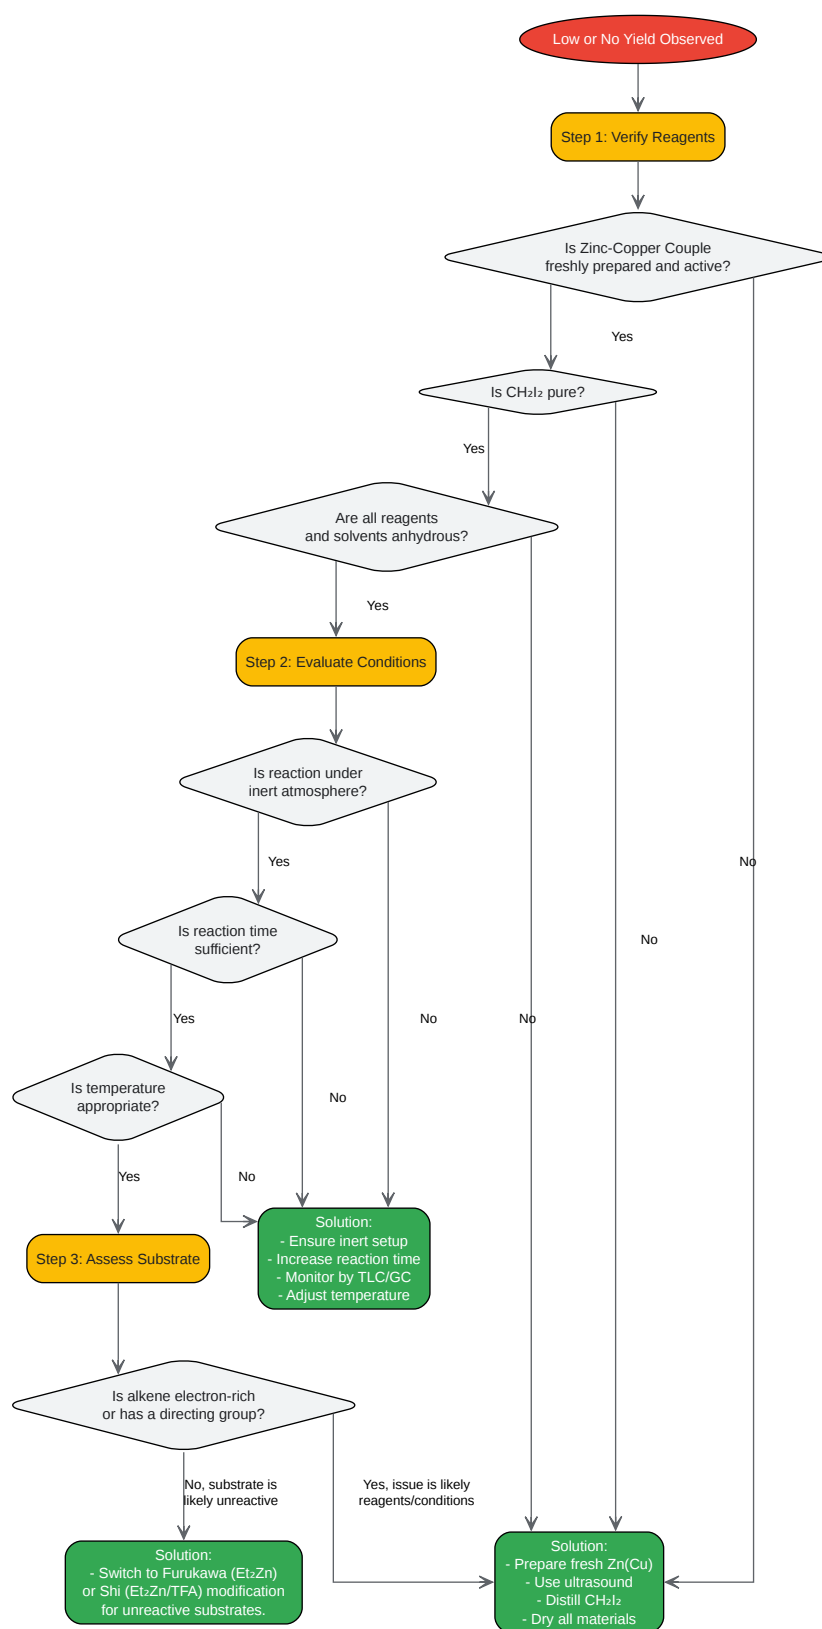 Low or No Yield Observed
Step 1: Verify Reagents
Is Zinc-Copper Couple
freshly prepared and active?
Yes
Is CH₂I₂ pure?
Yes
Are all reagents
and solvents anhydrous?
Yes
Step 2: Evaluate Conditions
Is reaction under
inert atmosphere?
Yes
No
Is reaction time
sufficient?
No
Yes
No
No
Is temperature
appropriate?
No
Yes
No
Solution:
- Ensure inert setup
- Increase reaction time
- Monitor by TLC/GC
- Adjust temperature
Step 3: Assess Substrate
Is alkene electron-rich
or has a directing group?
No, substrate is
likely unreactive
Yes, issue is likely
reagents/conditions
Solution:
- Switch to Furukawa (Et₂Zn)
or Shi (Et₂Zn/TFA) modification
for unreactive substrates.
Solution:
- Prepare fresh Zn(Cu)
- Use ultrasound
- Distill CH₂I₂
- Dry all materials